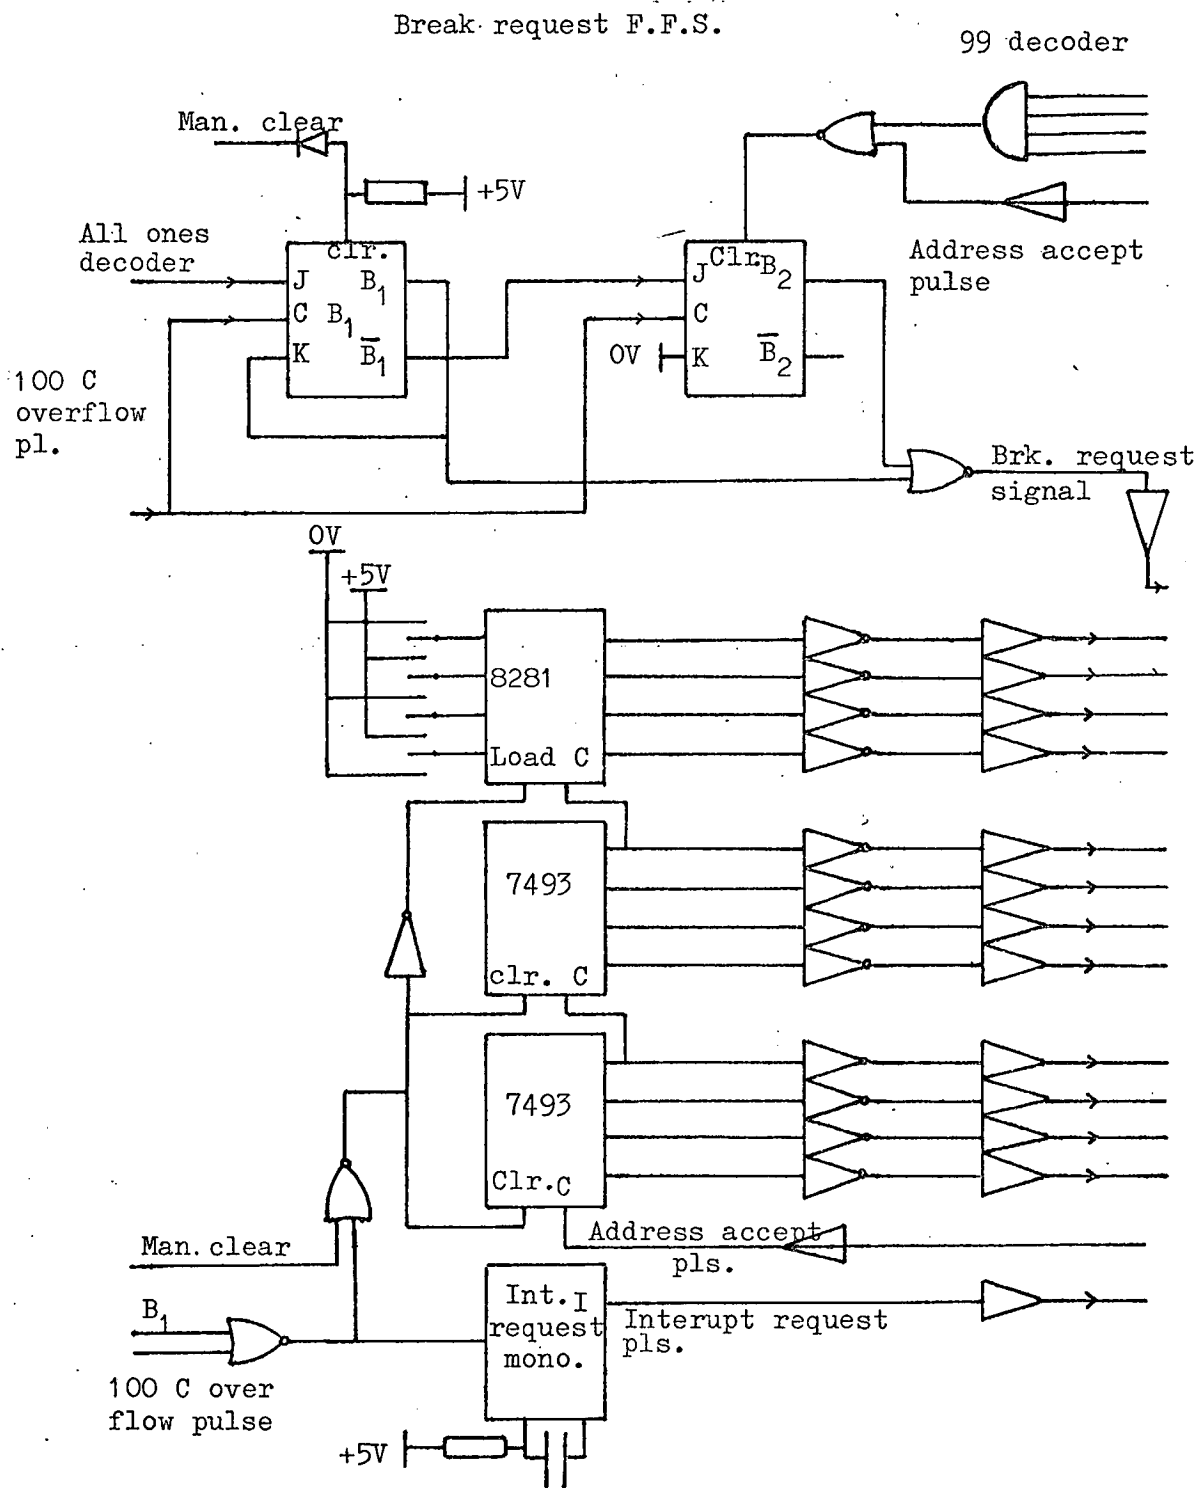 Break request F.F.S.
99 decoder
Man. clear
+5V
All ones
decoder
clr.
J
B1
C
B1
K
B̅1
Clr.
J
B2
C
0V
K
B̅2
Address accept
pulse
100 C
overflow
pl.
Brk. request
signal
0V
+5V
8281
Load C
7493
clr. C
7493
Clr. C
Address accept
pls.
Man. clear
B1
100 C over
flow pulse
Int. I
request
mono.
Interupt request
pls.
+5V